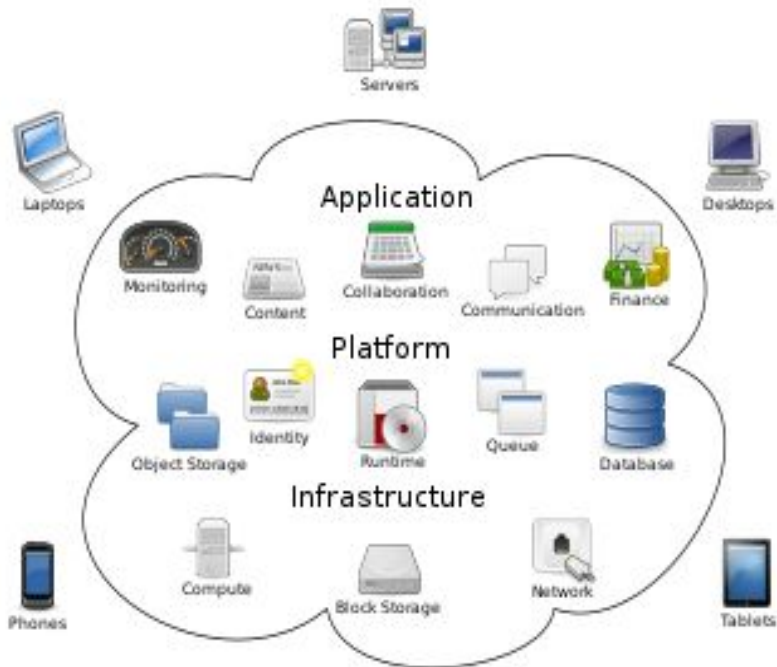 Servers
Laptops
Desktops
Application
Monitoring
Content
Collaboration
Communication
Finance
Platform
Object Storage
Identity
Runtime
Queue
Database
Infrastructure
Compute
Block Storage
Network
Phones
Tablets